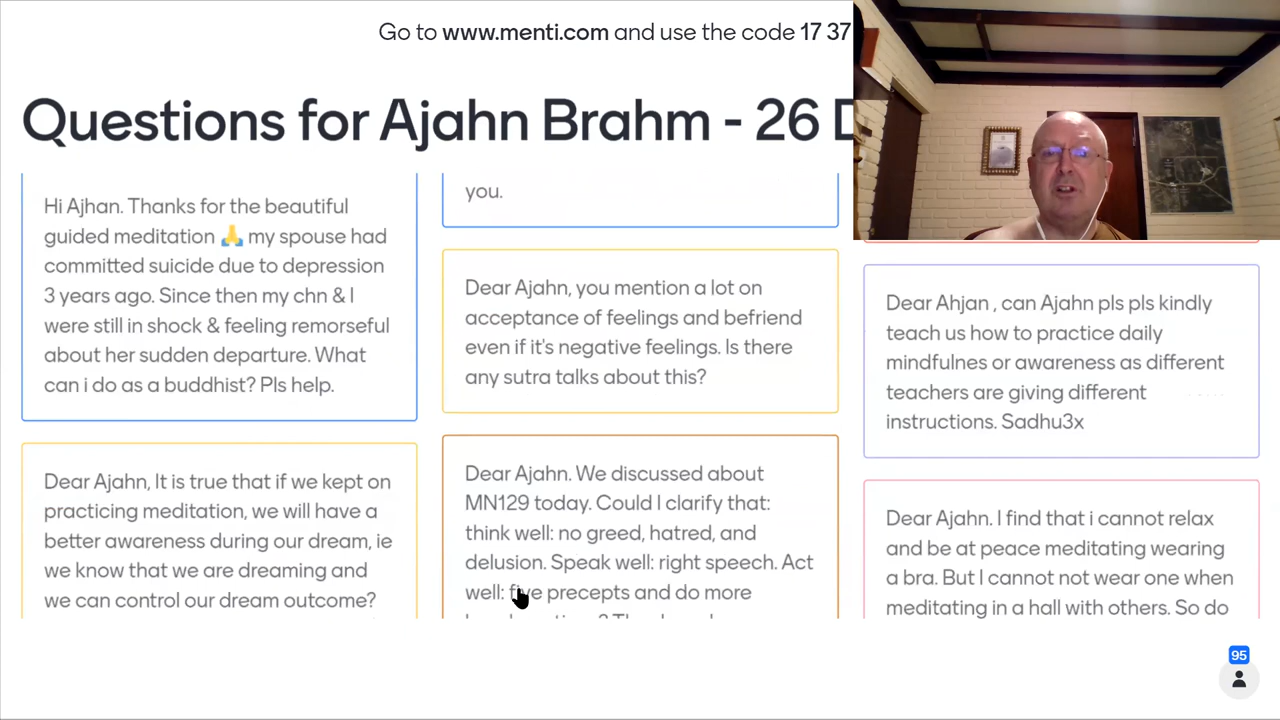 Go to www.menti.com and use the code 17 37
Questions for Ajahn Brahm - 26
Hi Ajhan. Thanks for the beautiful
guided meditation 🙏 my spouse had
committed suicide due to depression
3 years ago. Since then my chn & I
were still in shock & feeling remorseful
about her sudden departure. What
can i do as a buddhist? Pls help.
Dear Ajahn, It is true that if we kept on
practicing meditation, we will have a
better awareness during our dream, ie
we know that we are dreaming and
we can control our dream outcome?
you.
Dear Ajahn, you mention a lot on
acceptance of feelings and befriend
even if it's negative feelings. Is there
any sutra talks about this?
Dear Ajahn. We discussed about
MN129 today. Could I clarify that:
think well: no greed, hatred, and
delusion. Speak well: right speech. Act
well: five precepts and do more
Dear Ahjan , can Ajahn pls pls kindly
teach us how to practice daily
mindfulnes or awareness as different
teachers are giving different
instructions. Sadhu3x
Dear Ajahn. I find that i cannot relax
and be at peace meditating wearing
a bra. But I cannot not wear one when
meditating in a hall with others. So do
95